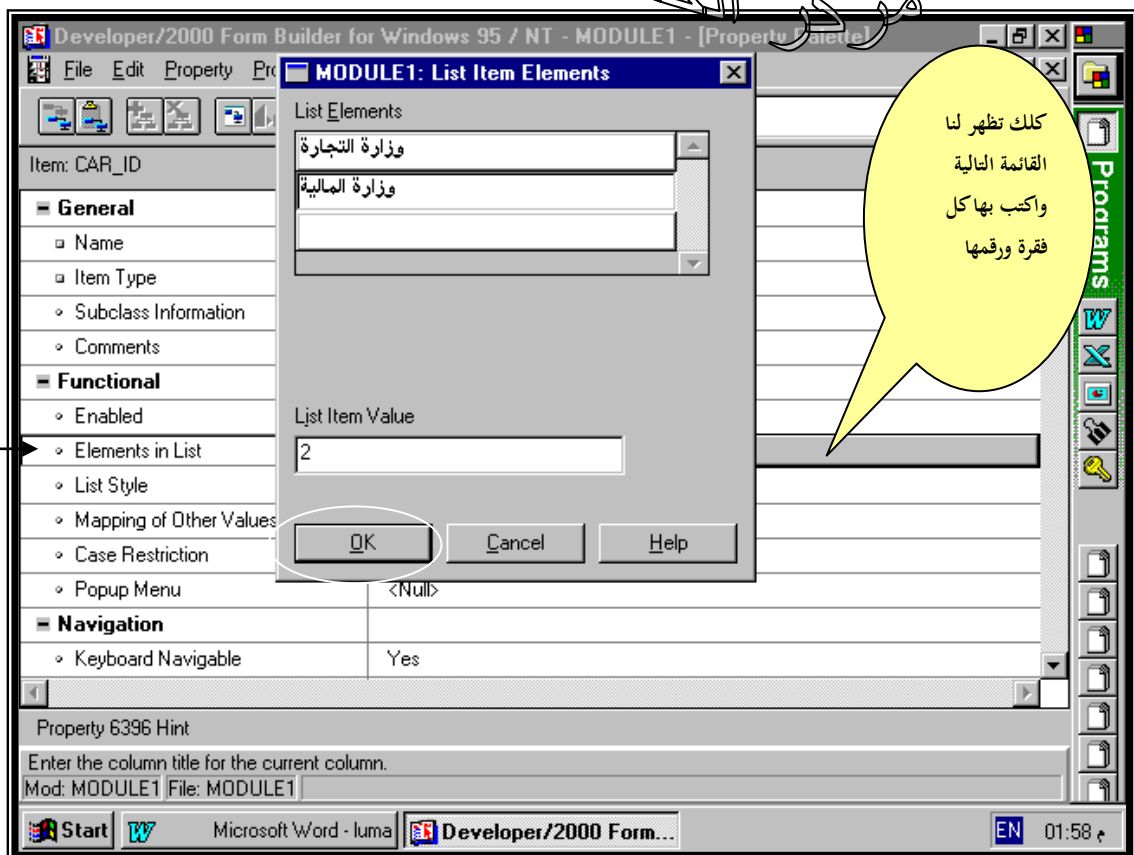 مركز
Developer/2000 Form Builder for Windows 95 / NT - MODULE1 - [Property Palette]
File Edit Property
MODULE1: List Item Elements
List Elements
وزارة التجارة
وزارة المالية
List Item Value
2
OK Cancel Help
كلك تظهر لنا
القائمة التالية
واكتب بها كل
فقرة ورقمها
Programs
Item: CAR_ID
General
Name
Item Type
Subclass Information
Comments
Functional
Enabled
Elements in List
List Style
Mapping of Other Values
Case Restriction
Popup Menu <Null>
Navigation
Keyboard Navigable Yes
Property 6396 Hint
Enter the column title for the current column.
Mod: MODULE1 File: MODULE1
Start Microsoft Word - luma Developer/2000 Form... EN 01:58 م